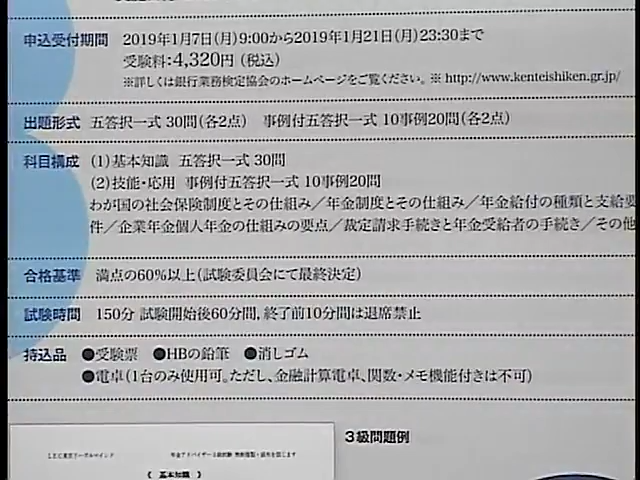 申込受付期間 2019年1月7日(月)9:00から2019年1月21日(月)23:30まで
受験料:4,320円 (税込)
※詳しくは銀行業務検定協会のホームページをご覧ください。 ※ http://www.kenteishiken.gr.jp/
出題形式 五答択一式 30問(各2点) 事例付五答択一式 10事例20問(各2点)
科目構成 (1)基本知識 五答択一式 30問
(2)技能・応用 事例付五答択一式 10事例20問
わが国の社会保険制度とその仕組み／年金制度とその仕組み／年金給付の種類と支給要
件／企業年金個人年金の仕組みの要点／裁定請求手続きと年金受給者の手続き／その他
合格基準 満点の60%以上(試験委員会にて最終決定)
試験時間 150分 試験開始後60分間,終了前10分間は退席禁止
持込品 ●受験票 ●HBの鉛筆 ●消しゴム
●電卓(1台のみ使用可。ただし、金融計算電卓、関数・メモ機能付きは不可)
3級問題例
LEC東京リーガルマインド
《 基本知識 》